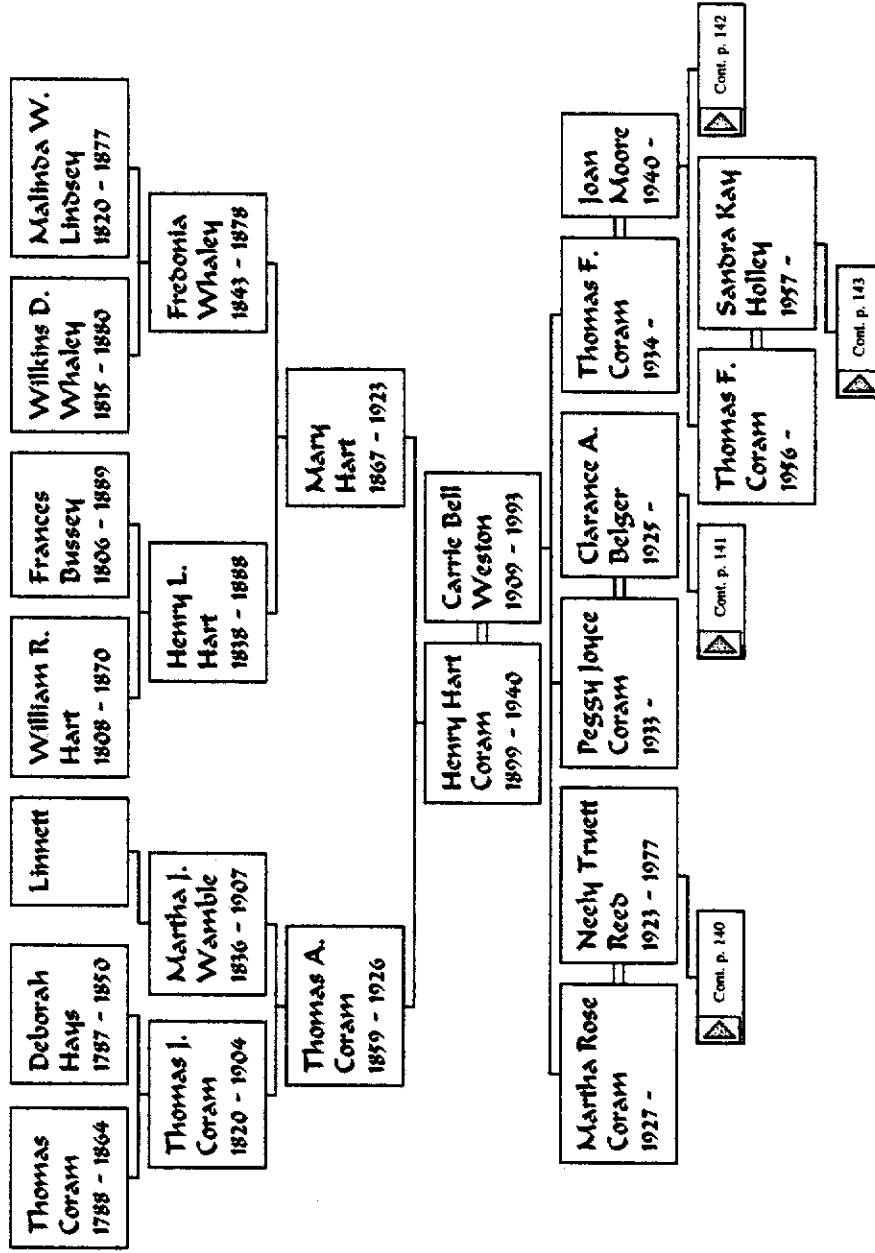 Thomas
Coram
1788 - 1864
Deborah
Hays
1787 - 1850
Linnett
William R.
Hart
1808 - 1870
Frances
Bussey
1806 - 1889
Wilkins D.
Whaley
1815 - 1880
Malinda W.
Lindsey
1820 - 1877
Thomas J.
Coram
1820 - 1904
Martha J.
Wamble
1836 - 1907
Henry L.
Hart
1838 - 1888
Fredonia
Whaley
1843 - 1878
Thomas A.
Coram
1859 - 1926
Mary
Hart
1867 - 1923
Henry Hart
Coram
1899 - 1940
Carrie Bell
Weston
1909 - 1993
Martha Rose
Coram
1927 -
Neely Truett
Reed
1923 - 1977
Peggy Joyce
Coram
1933 -
Clarance A.
Belger
1925 -
Thomas F.
Coram
1934 -
Joan
Moore
1940 -
Cont. p. 140
Cont. p. 141
Thomas F.
Coram
1956 -
Sandra Kay
Holley
1957 -
Cont. p. 142
Cont. p. 143